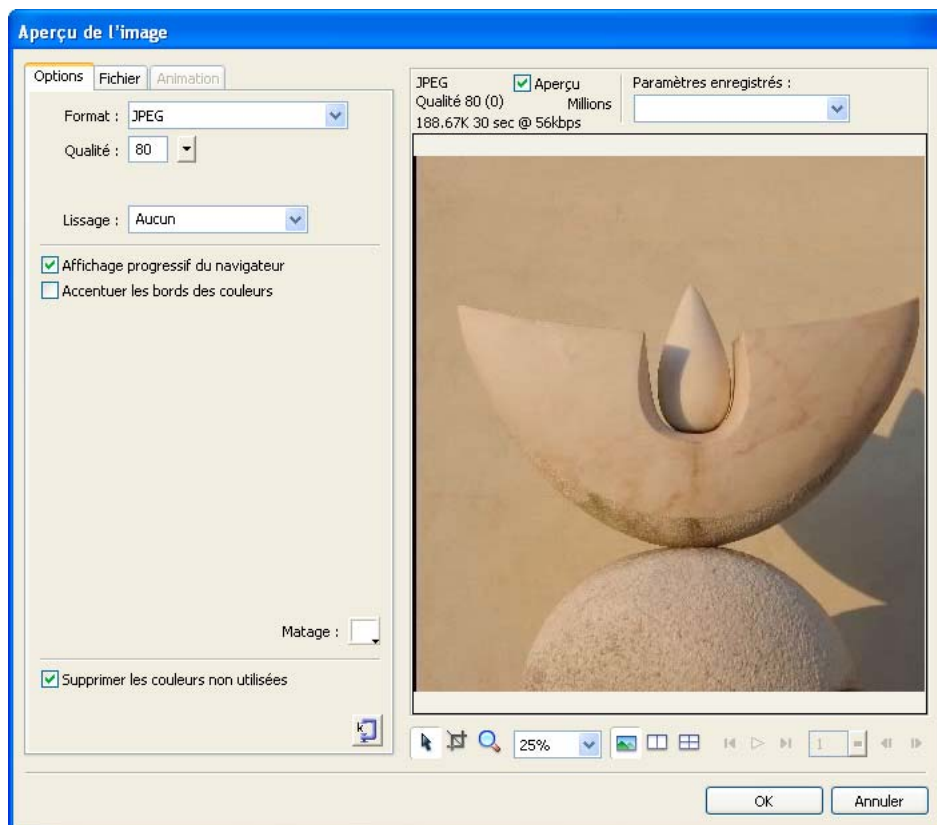 Aperçu de l'image
Options Fichier Animation
Format : JPEG
Qualité : 80
Lissage : Aucun
Affichage progressif du navigateur
Accentuer les bords des couleurs
Matage :
Supprimer les couleurs non utilisées
JPEG Aperçu
Qualité 80 (0) Millions
188.67K 30 sec @ 56kbps
Paramètres enregistrés :
25%
1
OK Annuler